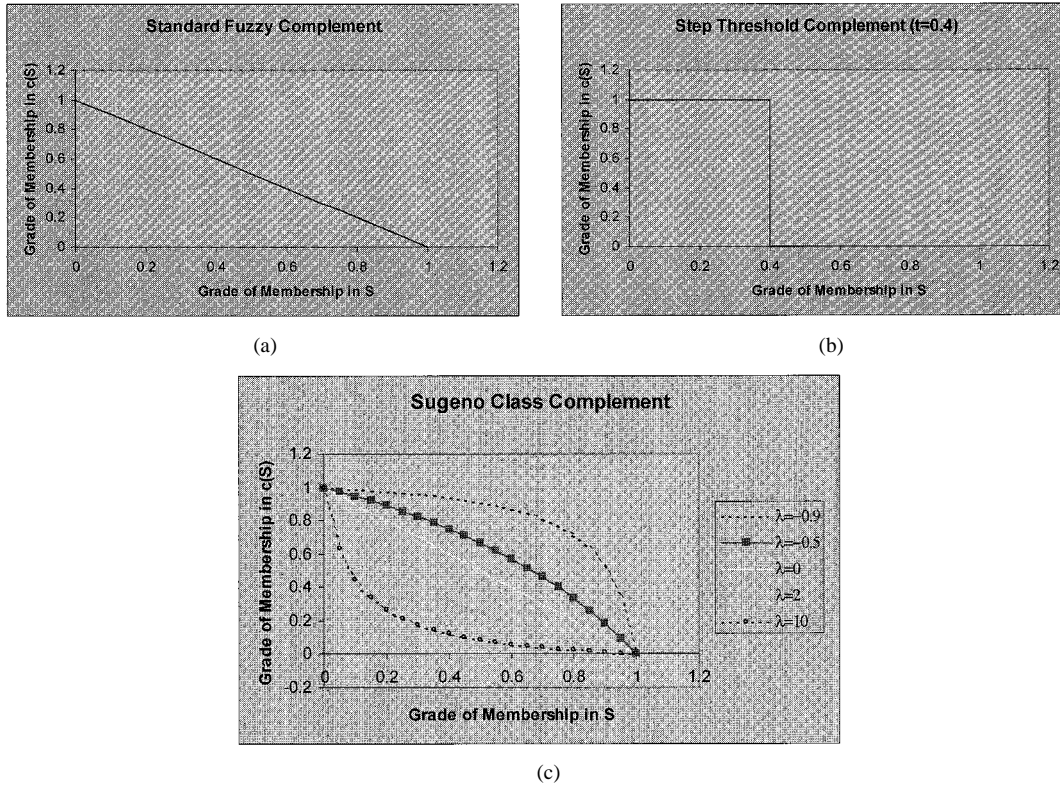 Standard Fuzzy Complement
Grade of Membership in c(S)
1.2
1
0.8
0.6
0.4
0.2
0
0 0.2 0.4 0.6 0.8 1 1.2
Grade of Membership in S
(a)
Step Threshold Complement (t=0.4)
Grade of Membership in c(S)
1.2
1
0.8
0.6
0.4
0.2
0
0 0.2 0.4 0.6 0.8 1 1.2
Grade of Membership in S
(b)
Sugeno Class Complement
Grade of Membership in c(S)
1.2
1
0.8
0.6
0.4
0.2
0
-0.2
0 0.2 0.4 0.6 0.8 1 1.2
Grade of Membership in S
λ=−0.9
λ=−0.5
λ=0
λ=2
λ=10
(c)